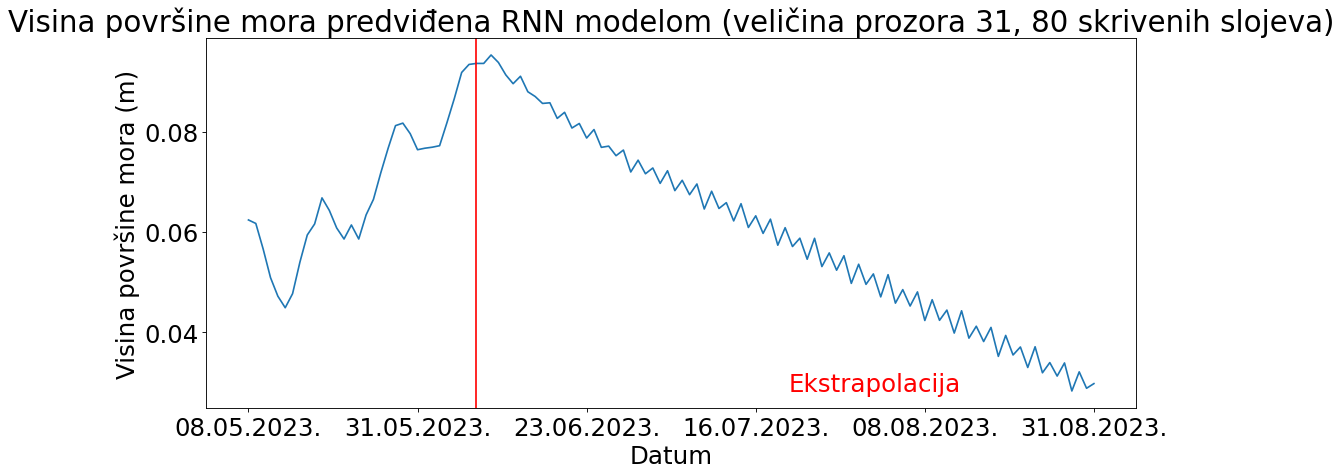 Visina površine mora predviđena RNN modelom (veličina prozora 31, 80 skrivenih slojeva)
Visina površine mora (m)
0.08
0.06
0.04
Ekstrapolacija
08.05.2023. 31.05.2023. 23.06.2023. 16.07.2023. 08.08.2023. 31.08.2023.
Datum